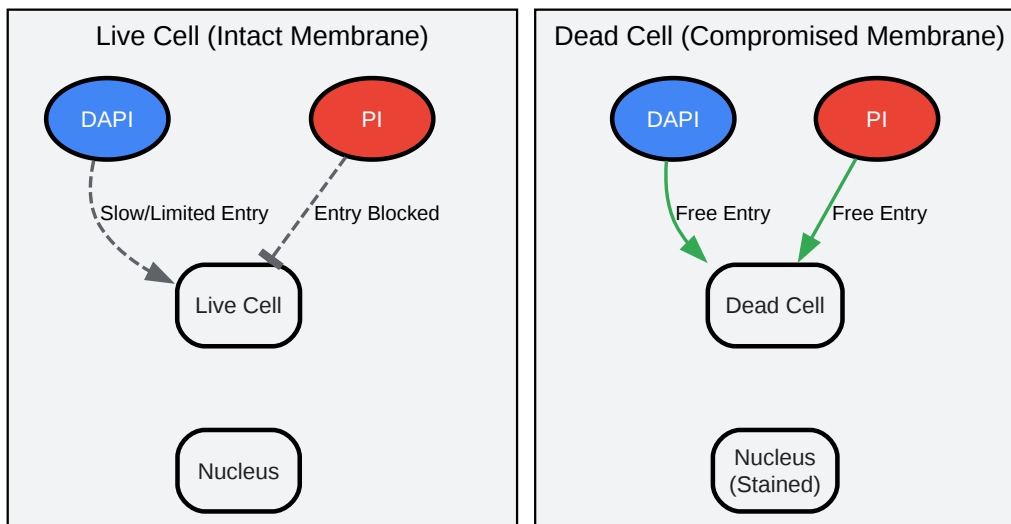 Live Cell (Intact Membrane)
DAPI
PI
Slow/Limited Entry
Entry Blocked
Live Cell
Nucleus
Dead Cell (Compromised Membrane)
DAPI
PI
Free Entry
Free Entry
Dead Cell
Nucleus
(Stained)